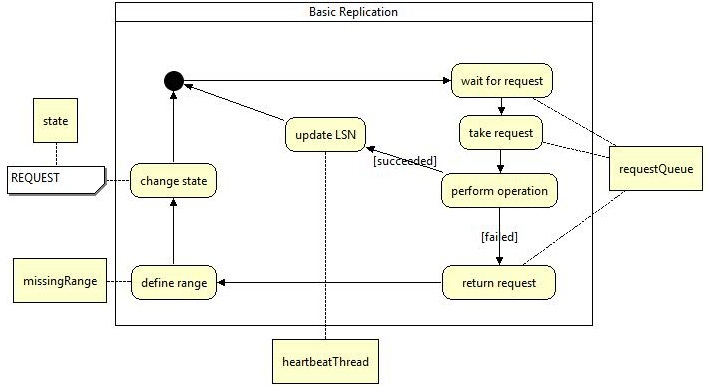 Basic Replication
wait for request
state
update LSN
take request
[succeeded]
requestQueue
REQUEST
change state
perform operation
[failed]
missingRange
define range
return request
heartbeatThread